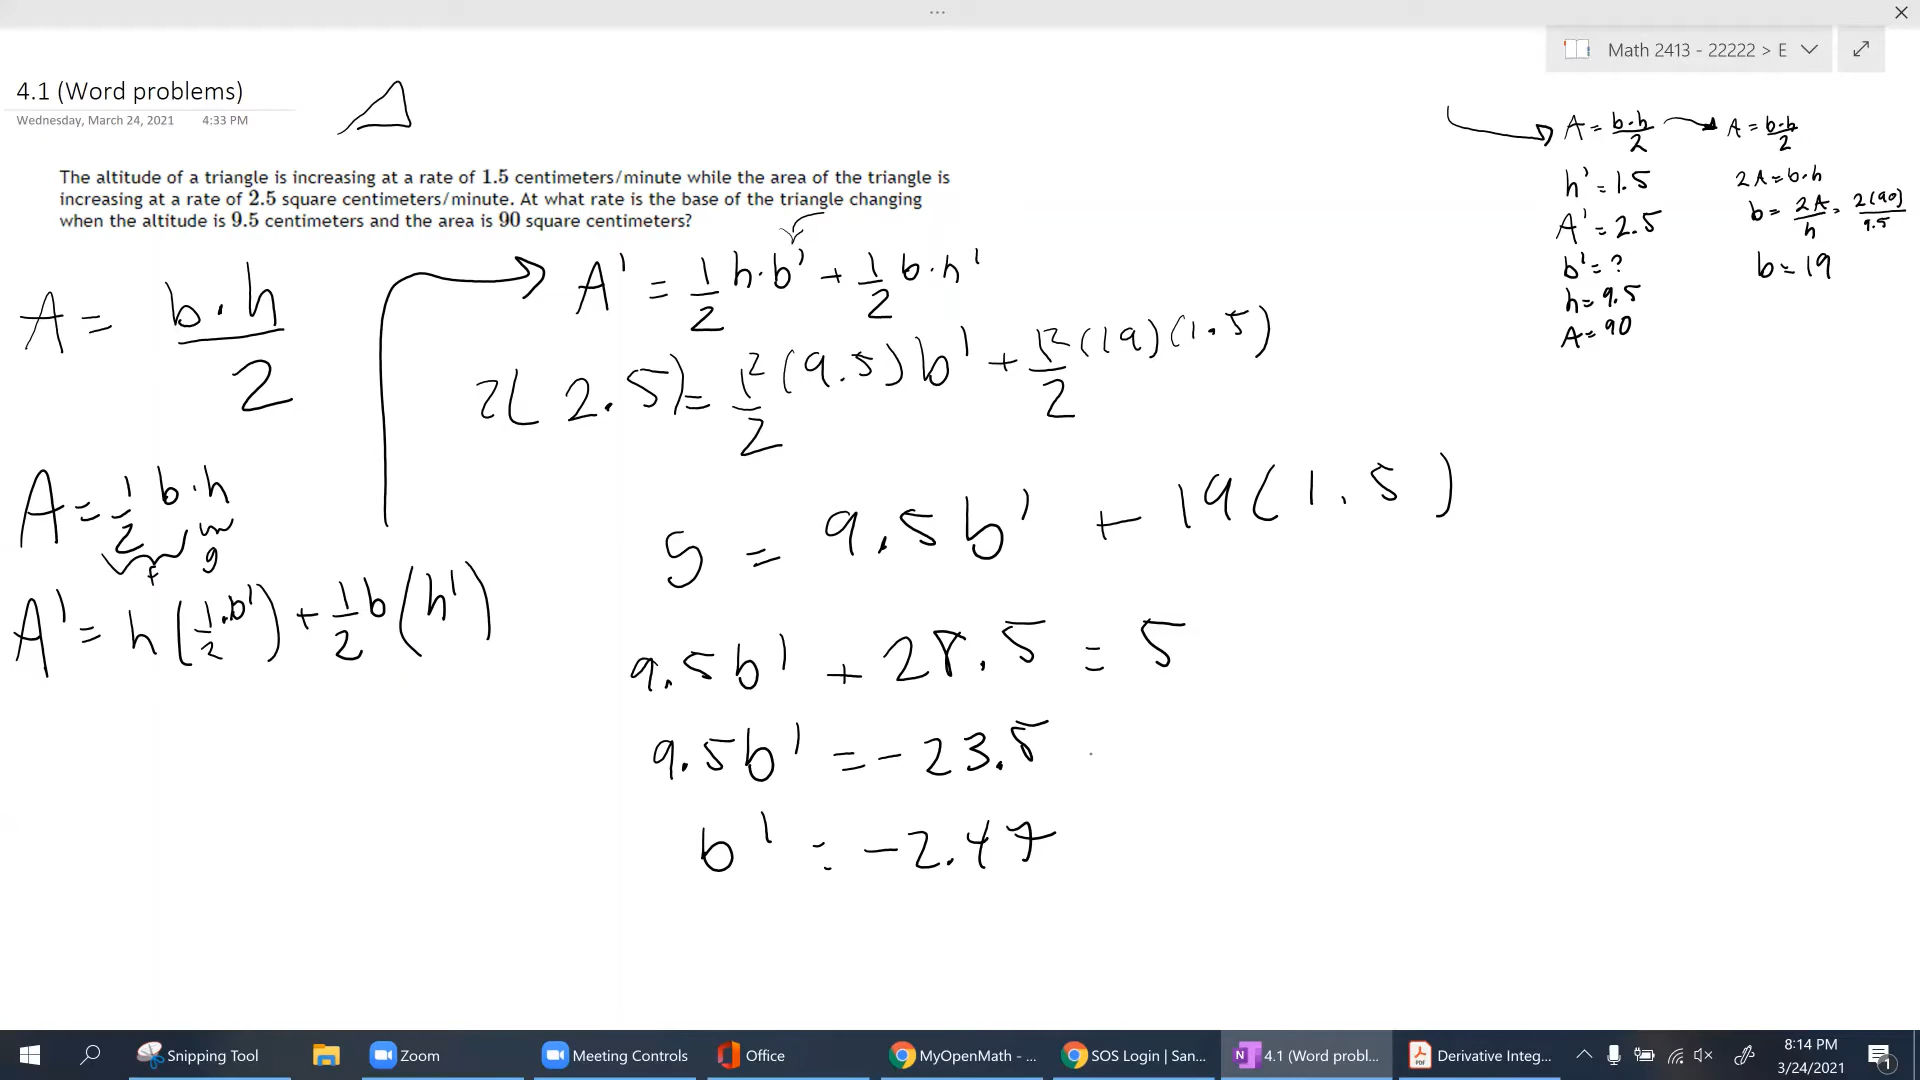 Math 2413 - 22222 > E
4.1 (Word problems)
Wednesday, March 24, 2021 4:33 PM
The altitude of a triangle is increasing at a rate of 1.5 centimeters/minute while the area of the triangle is
increasing at a rate of 2.5 square centimeters/minute. At what rate is the base of the triangle changing
when the altitude is 9.5 centimeters and the area is 90 square centimeters?
A = b·h/2
A = 1/2 b·h
f g
A' = h(1/2·b') + 1/2 b(h')
A' = 1/2 h·b' + 1/2 b·h'
2(2.5) = 1/2 2(9.5)b' + 1/2 2(19)(1.5)
5 = 9.5b' + 19(1.5)
9.5b' + 28.5 = 5
9.5b' = -23.5
b' = -2.47
A = b·h/2
h' = 1.5
A' = 2.5
b' = ?
h = 9.5
A = 90
A = b·h/2
2A = b·h
b = 2A/h = 2(90)/9.5
b = 19
Snipping Tool
Zoom
Meeting Controls
Office
MyOpenMath - ...
SOS Login | San...
4.1 (Word probl...
Derivative Integ...
8:14 PM
3/24/2021
1